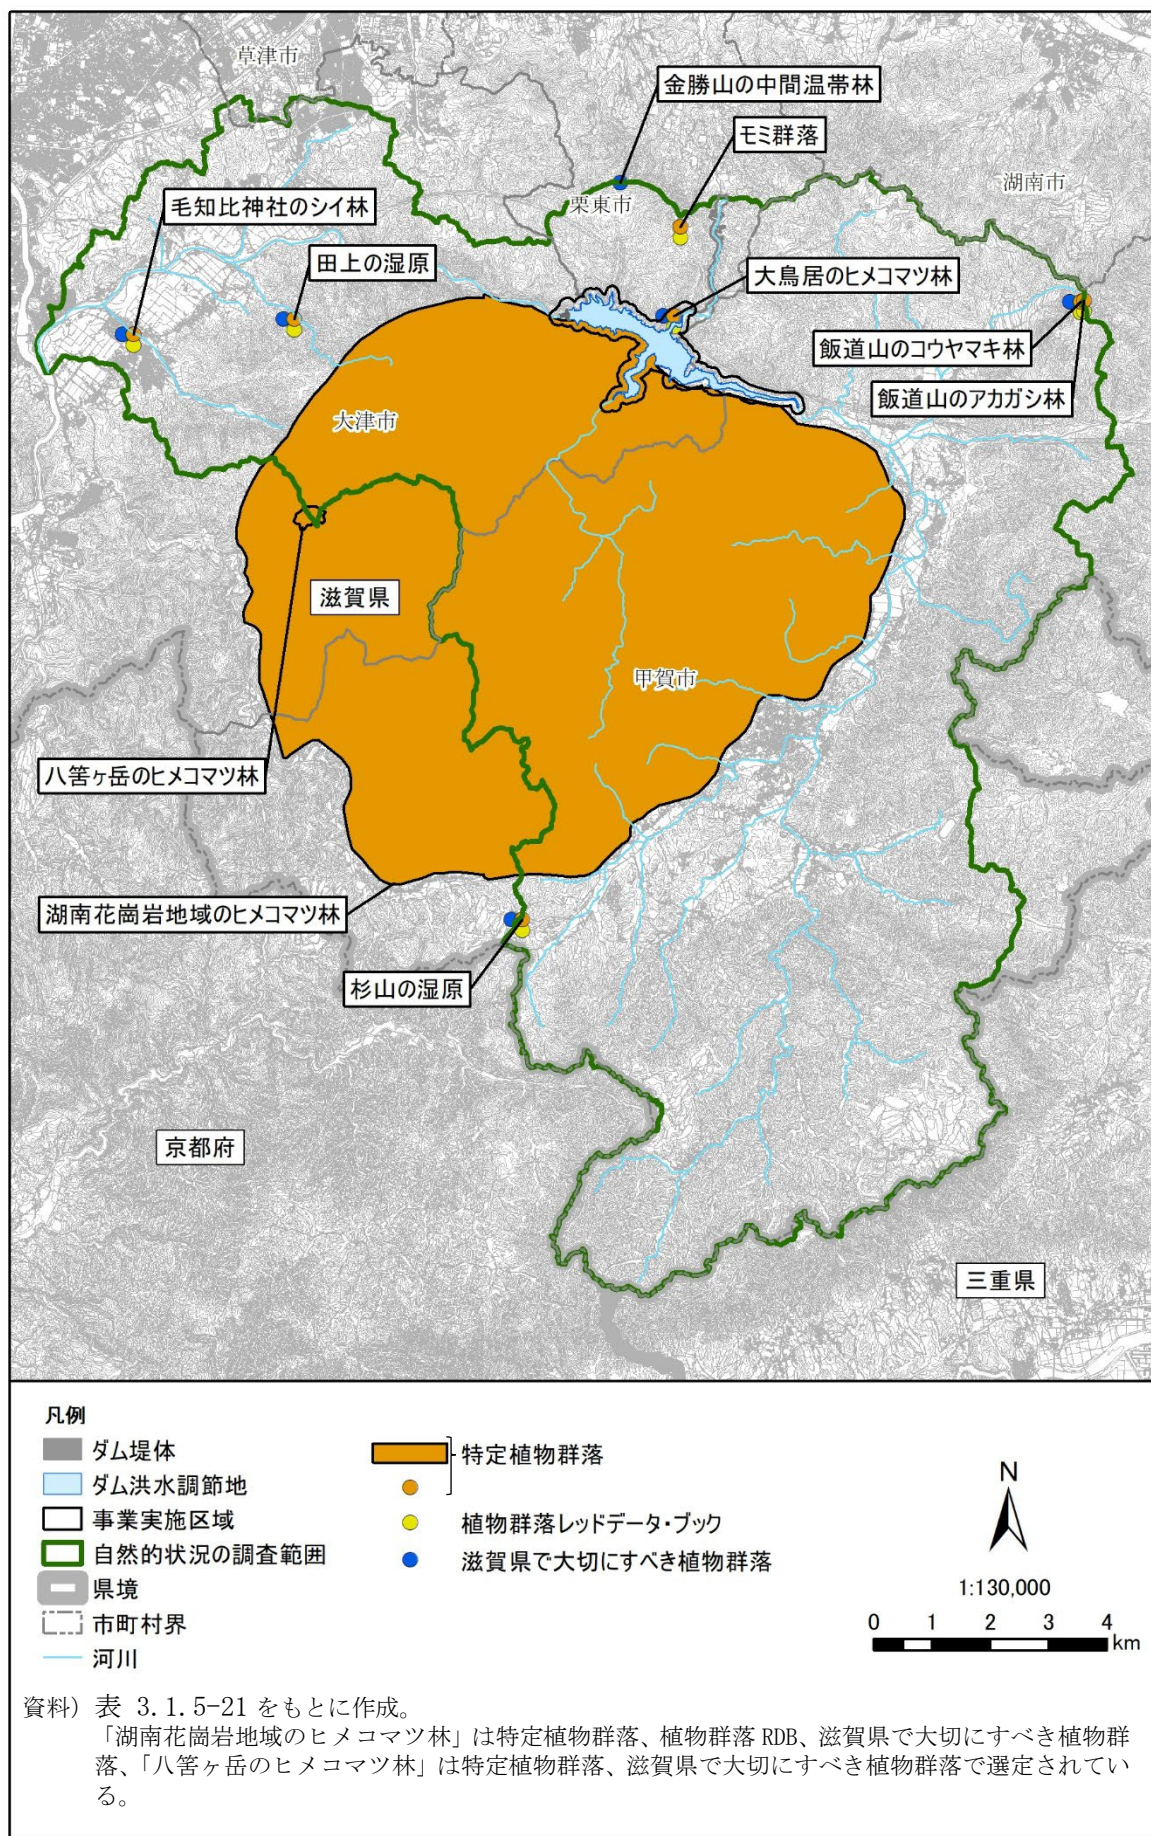 草津市
金勝山の中間温帯林
モミ群落
湖南市
毛知比神社のシイ林
栗東市
田上の湿原
大鳥居のヒメコマツ林
飯道山のコウヤマキ林
飯道山のアカガシ林
大津市
滋賀県
甲賀市
八筈ヶ岳のヒメコマツ林
湖南花崗岩地域のヒメコマツ林
杉山の湿原
京都府
三重県
凡例
ダム堤体
ダム洪水調節地
事業実施区域
自然的状況の調査範囲
県境
市町村界
河川
特定植物群落
植物群落レッドデータ・ブック
滋賀県で大切にすべき植物群落
N
1:130,000
0 1 2 3 4
km
資料）表 3.1.5-21 をもとに作成。
「湖南花崗岩地域のヒメコマツ林」は特定植物群落、植物群落 RDB、滋賀県で大切にすべき植物群
落、「八筈ヶ岳のヒメコマツ林」は特定植物群落、滋賀県で大切にすべき植物群落で選定されてい
る。